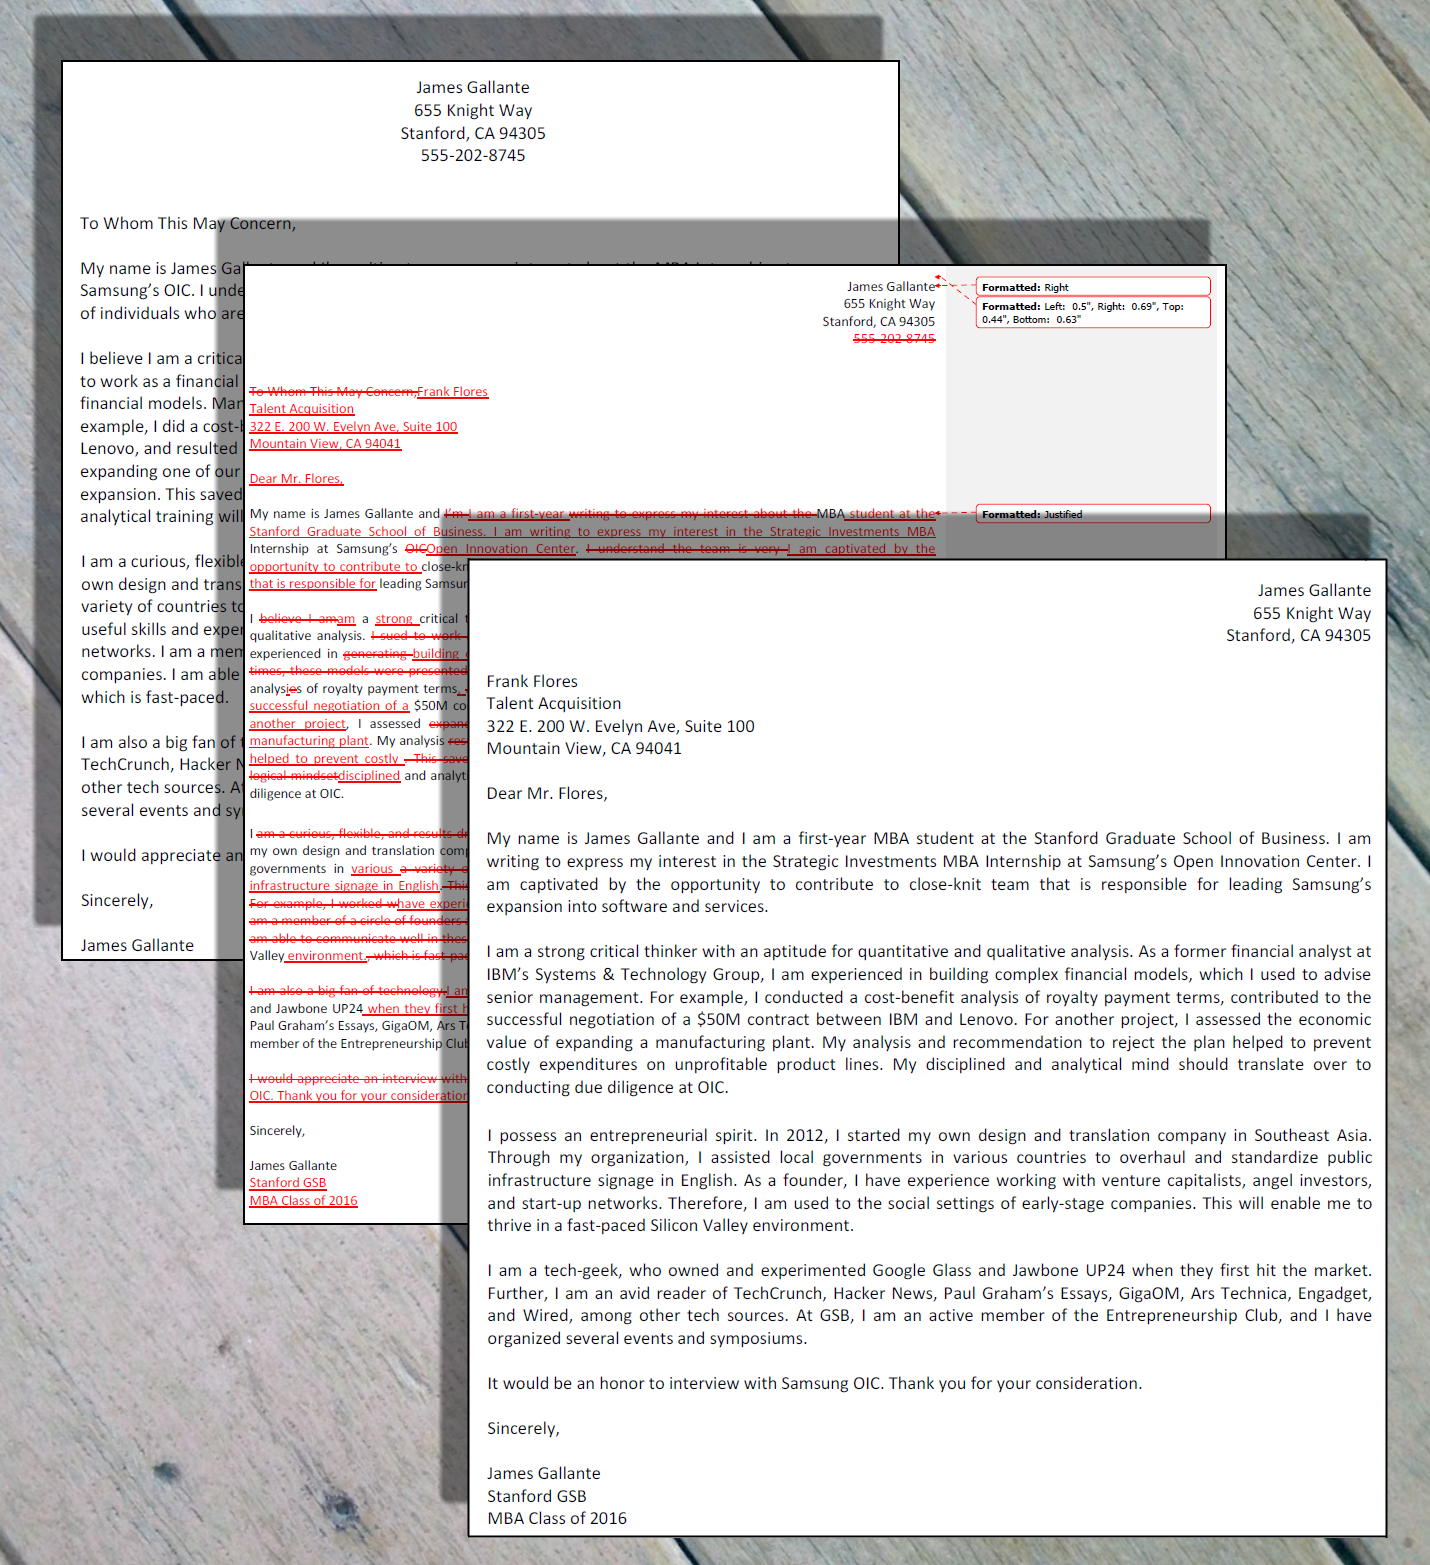 James Gallante
655 Knight Way
Stanford, CA 94305
555-202-8745
To Whom This May Concern,
My name is James
Samsung's OIC. I
of individuals who are
I believe I am a
to work as a financial
financial models.
example, I did a
Lenovo, and resulted
expanding one of our
expansion. This saved
analytical training will
I am a curious,
own design and
variety of countries to
useful skills and
networks. I am a
companies. I am able
which is fast-paced.
I am also a big fan of
TechCrunch, Hacker
other tech sources.
several events and
I would appreciate an
Sincerely,
James Gallante
James Gallante
655 Knight Way
Stanford, CA 94305
555-202-8745
Formatted: Right
Formatted: Left: 0.5", Right: 0.69", Top:
0.44", Bottom: 0.63"
To Whom This May Concern,Frank Flores
Talent Acquisition
322 E. 200 W. Evelyn Ave, Suite 100
Mountain View, CA 94041
Dear Mr. Flores,
My name is James Gallante and I'm I am a first-year writing to express my interest about the MBA student at the
Stanford Graduate School of Business. I am writing to express my interest in the Strategic Investments MBA
Internship at Samsung's OICOpen Innovation Center. I understand the team is very I am captivated by the
opportunity to contribute to
that is responsible for leading
Formatted: Justified
I believe I amam a strong critical
qualitative analysis. I sued to work
experienced in generating building
times, these models were presented
analysies of royalty payment terms,
successful negotiation of a $50M
another project, I assessed
manufacturing plant. My analysis
helped to prevent costly . This
logical mindsetdisciplined and
diligence at OIC.
I am a curious, flexible, and results
my own design and translation
governments in various a variety
infrastructure signage in English.
For example, I worked whave
am a member of a circle of founders
am able to communicate well in
Valley environment., which is
I am also a big fan of technology.I
and Jawbone UP24 when they first
Paul Graham's Essays, GigaOM, Ars
member of the Entrepreneurship
I would appreciate an interview with
OIC. Thank you for your consideration
Sincerely,
James Gallante
Stanford GSB
MBA Class of 2016
James Gallante
655 Knight Way
Stanford, CA 94305
Frank Flores
Talent Acquisition
322 E. 200 W. Evelyn Ave, Suite 100
Mountain View, CA 94041
Dear Mr. Flores,
My name is James Gallante and I am a first-year MBA student at the Stanford Graduate School of Business. I am
writing to express my interest in the Strategic Investments MBA Internship at Samsung's Open Innovation Center. I
am captivated by the opportunity to contribute to close-knit team that is responsible for leading Samsung's
expansion into software and services.
I am a strong critical thinker with an aptitude for quantitative and qualitative analysis. As a former financial analyst at
IBM's Systems & Technology Group, I am experienced in building complex financial models, which I used to advise
senior management. For example, I conducted a cost-benefit analysis of royalty payment terms, contributed to the
successful negotiation of a $50M contract between IBM and Lenovo. For another project, I assessed the economic
value of expanding a manufacturing plant. My analysis and recommendation to reject the plan helped to prevent
costly expenditures on unprofitable product lines. My disciplined and analytical mind should translate over to
conducting due diligence at OIC.
I possess an entrepreneurial spirit. In 2012, I started my own design and translation company in Southeast Asia.
Through my organization, I assisted local governments in various countries to overhaul and standardize public
infrastructure signage in English. As a founder, I have experience working with venture capitalists, angel investors,
and start-up networks. Therefore, I am used to the social settings of early-stage companies. This will enable me to
thrive in a fast-paced Silicon Valley environment.
I am a tech-geek, who owned and experimented Google Glass and Jawbone UP24 when they first hit the market.
Further, I am an avid reader of TechCrunch, Hacker News, Paul Graham's Essays, GigaOM, Ars Technica, Engadget,
and Wired, among other tech sources. At GSB, I am an active member of the Entrepreneurship Club, and I have
organized several events and symposiums.
It would be an honor to interview with Samsung OIC. Thank you for your consideration.
Sincerely,
James Gallante
Stanford GSB
MBA Class of 2016